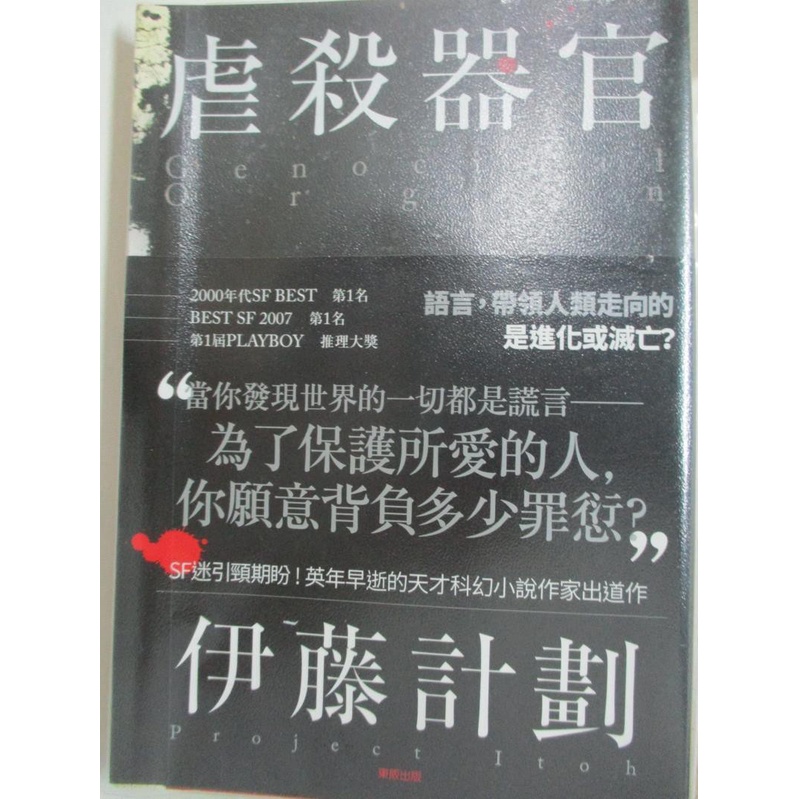 虐殺器官
Genocidal
Organ
2000年代SF BEST 第1名
BEST SF 2007 第1名
第1屆PLAYBOY 推理大獎
語言，帶領人類走向的
是進化或滅亡？
“當你發現世界的一切都是謊言——
為了保護所愛的人，
你願意背負多少罪愆？”
SF迷引頸期盼！英年早逝的天才科幻小說作家出道作
伊藤計劃
Project Itoh
東販出版